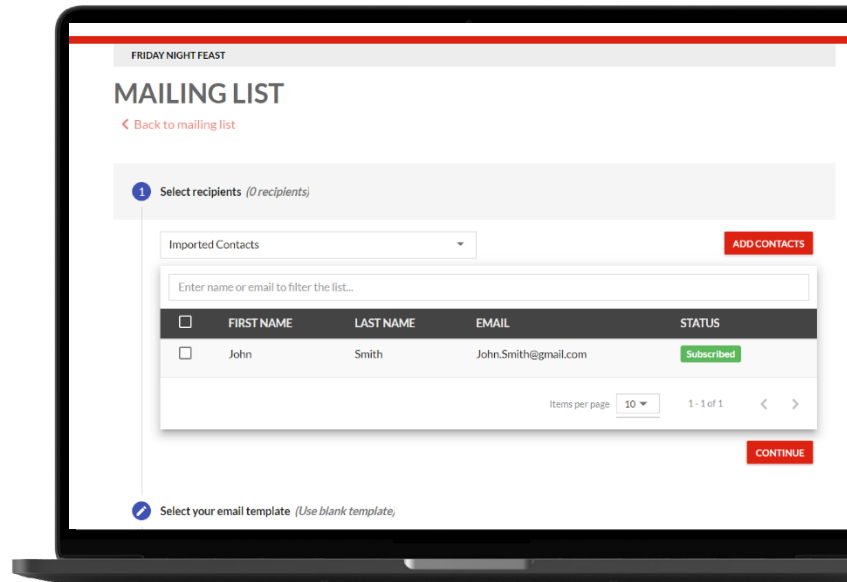 FRIDAY NIGHT FEAST
MAILING LIST
Back to mailing list
1 Select recipients (0 recipients)
Imported Contacts ADD CONTACTS
Enter name or email to filter the list...
FIRST NAME LAST NAME EMAIL STATUS
John Smith John.Smith@gmail.com Subscribed
Items per page 10 1 - 1 of 1
CONTINUE
Select your email template (Use blank template)